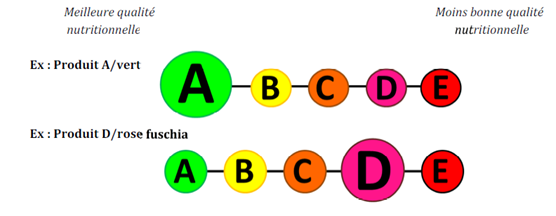 Meilleure qualité
nutritionnelle
Moins bonne qualité
nutritionnelle
Ex : Produit A/vert
A B C D E
Ex : Produit D/rose fuschia
A B C D E